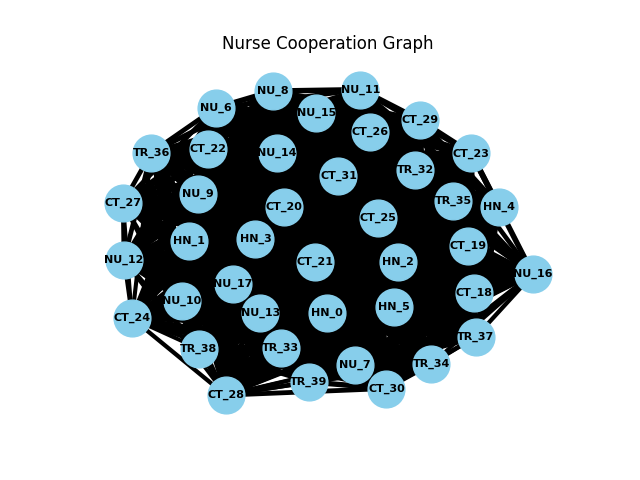 Nurse Cooperation Graph
NU_8
NU_11
NU_6
NU_15
CT_29
CT_26
CT_22
TR_36
NU_14
CT_23
TR_32
CT_31
NU_9
TR_35
CT_27
CT_20
HN_4
CT_25
HN_3
HN_1
CT_19
NU_12
CT_21
HN_2
NU_16
NU_17
CT_18
NU_10
HN_5
NU_13
HN_0
CT_24
TR_37
TR_38
TR_33
TR_34
NU_7
TR_39
CT_30
CT_28